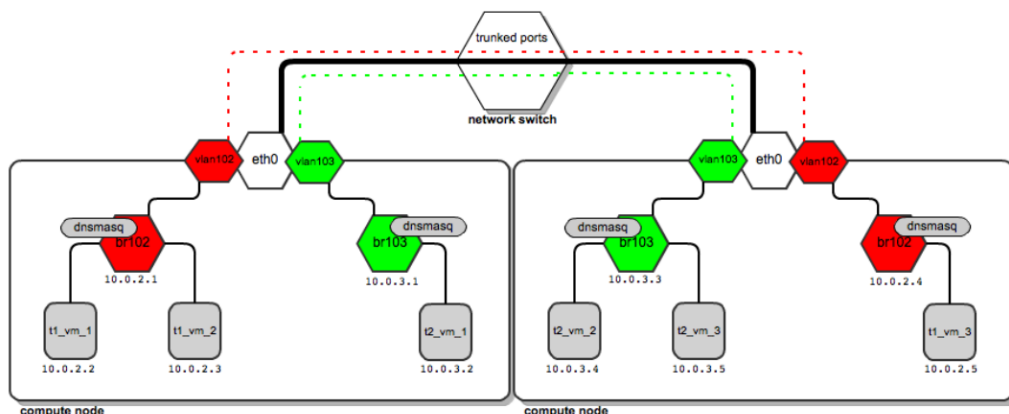 trunked ports
network switch
vlan102
eth0
vlan103
vlan103
eth0
vlan102
dnsmasq
br102
10.0.2.1
dnsmasq
br103
10.0.3.1
dnsmasq
br103
10.0.3.3
dnsmasq
br102
10.0.2.4
t1_vm_1
10.0.2.2
t1_vm_2
10.0.2.3
t2_vm_1
10.0.3.2
t2_vm_2
10.0.3.4
t2_vm_3
10.0.3.5
t1_vm_3
10.0.2.5
compute node
compute node